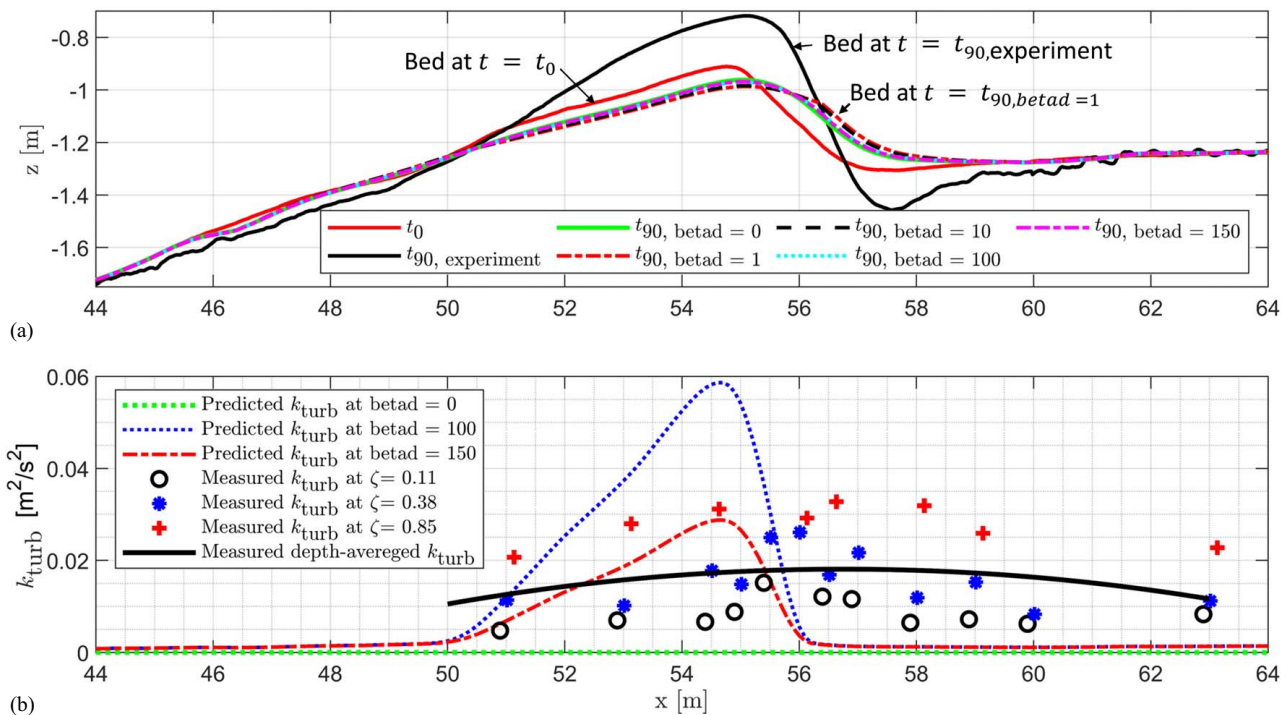 -0.8
-1
-1.2
-1.4
-1.6
z [m]
Bed at t = t0
Bed at t = t90,experiment
Bed at t = t90,betad =1
t0
t90, betad = 0
t90, betad = 10
t90, betad = 150
t90, experiment
t90, betad = 1
t90, betad = 100
44 46 48 50 52 54 56 58 60 62 64
(a)
0.06
0.04
0.02
0
kturb [m²/s²]
Predicted kturb at betad = 0
Predicted kturb at betad = 100
Predicted kturb at betad = 150
Measured kturb at ζ= 0.11
Measured kturb at ζ= 0.38
Measured kturb at ζ= 0.85
Measured depth-avereged kturb
44 46 48 50 52 54 56 58 60 62 64
x [m]
(b)